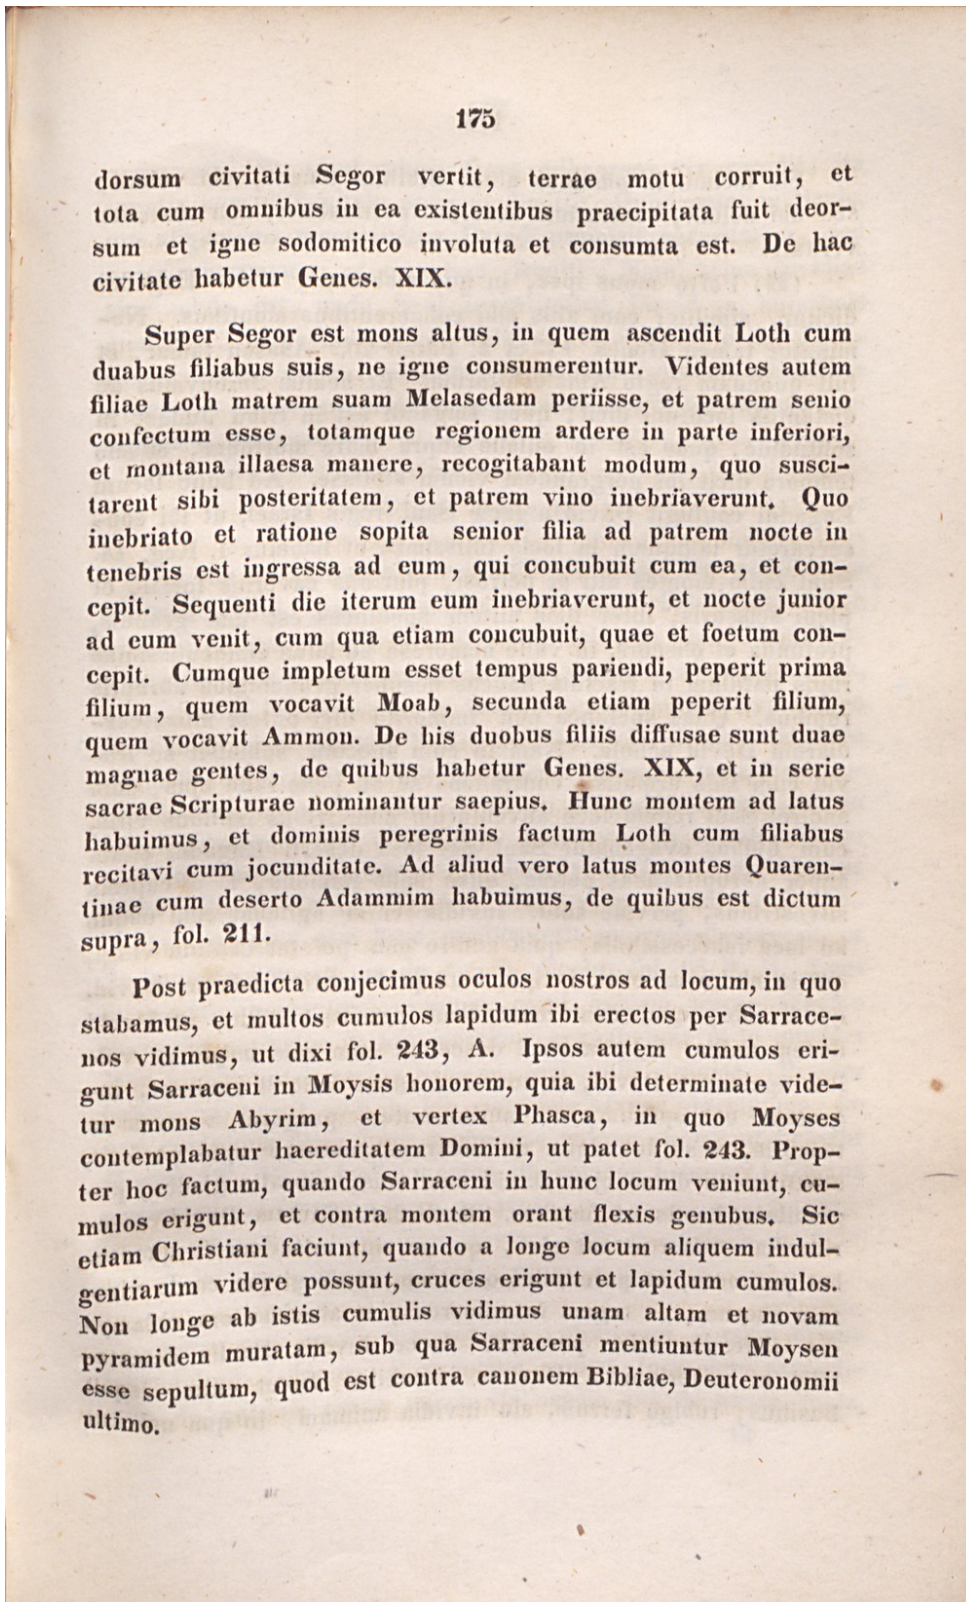 175
dorsum civitati Segor vertit, terrae motu corruit, et
tota cum omnibus in ea existentibus praecipitata fuit deor-
sum et igne sodomitico involuta et consumta est. De hac
civitate habetur Genes. XIX.
Super Segor est mons altus, in quem ascendit Loth cum
duabus filiabus suis, ne igne consumerentur. Videntes autem
filiae Loth matrem suam Melasedam periisse, et patrem senio
confectum esse, totamque regionem ardere in parte inferiori,
et montana illaesa manere, recogitabant modum, quo susci-
tarent sibi posteritatem, et patrem vino inebriaverunt. Quo
inebriato et ratione sopita senior filia ad patrem nocte in
tenebris est ingressa ad eum, qui concubuit cum ea, et con-
cepit. Sequenti die iterum eum inebriaverunt, et nocte junior
ad eum venit, cum qua etiam concubuit, quae et foetum con-
cepit. Cumque impletum esset tempus pariendi, peperit prima
filium, quem vocavit Moab, secunda etiam peperit filium,
quem vocavit Ammon. De his duobus filiis diffusae sunt duae
magnae gentes, de quibus habetur Genes. XIX, et in serie
sacrae Scripturae nominantur saepius. Hunc montem ad latus
habuimus, et dominis peregrinis factum Loth cum filiabus
recitavi cum jocunditate. Ad aliud vero latus montes Quaren-
tinae cum deserto Adammim habuimus, de quibus est dictum
supra, fol. 211.
Post praedicta conjecimus oculos nostros ad locum, in quo
stabamus, et multos cumulos lapidum ibi erectos per Sarrace-
nos vidimus, ut dixi fol. 243, A. Ipsos autem cumulos eri-
gunt Sarraceni in Moysis honorem, quia ibi determinate vide-
tur mons Abyrim, et vertex Phasca, in quo Moyses
contemplabatur haereditatem Domini, ut patet fol. 243. Prop-
ter hoc factum, quando Sarraceni in hunc locum veniunt, cu-
mulos erigunt, et contra montem orant flexis genubus. Sic
etiam Christiani faciunt, quando a longe locum aliquem indul-
gentiarum videre possunt, cruces erigunt et lapidum cumulos.
Non longe ab istis cumulis vidimus unam altam et novam
pyramidem muratam, sub qua Sarraceni mentiuntur Moysen
esse sepultum, quod est contra canonem Bibliae, Deuteronomii
ultimo.